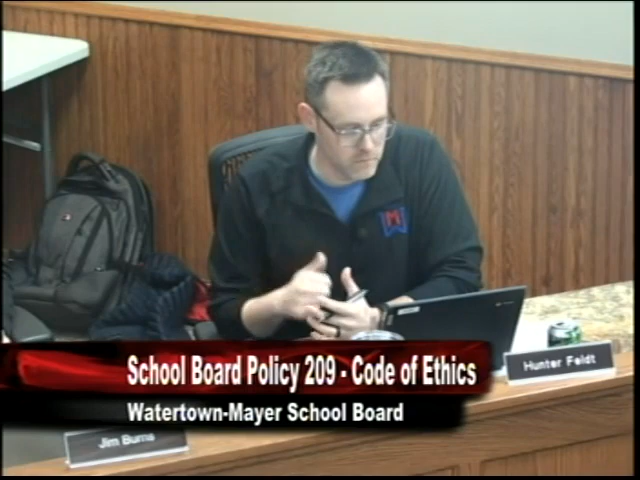 M
Hunter Feldt
School Board Policy 209 - Code of Ethics
Watertown-Mayer School Board
Jim Burns